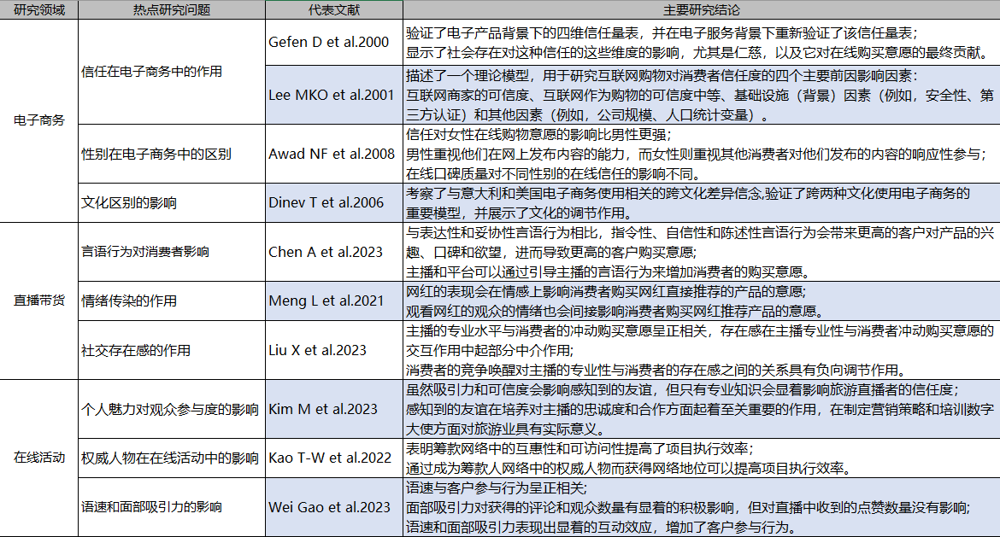 研究领域 热点研究问题 代表文献 主要研究结论
电子商务
信任在电子商务中的作用
Gefen D et al.2000
验证了电子产品背景下的四维信任量表，并在电子服务背景下重新验证了该信任量表；
显示了社会存在对这种信任的这些维度的影响，尤其是仁慈，以及它对在线购买意愿的最终贡献。
Lee MKO et al.2001
描述了一个理论模型，用于研究互联网购物对消费者信任度的四个主要前因影响因素：
互联网商家的可信度、互联网作为购物的可信度中等、基础设施（背景）因素（例如，安全性、第
三方认证）和其他因素（例如，公司规模、人口统计变量）。
性别在电子商务中的区别
Awad NF et al.2008
信任对女性在线购物意愿的影响比男性更强；
男性重视他们在网上发布内容的能力，而女性则重视其他消费者对他们发布的内容的响应性参与；
在线口碑质量对不同性别的在线信任的影响不同。
文化区别的影响
Dinev T et al.2006
考察了与意大利和美国电子商务使用相关的跨文化差异信念,验证了跨两种文化使用电子商务的
重要模型，并展示了文化的调节作用。
直播带货
言语行为对消费者影响
Chen A et al.2023
与表达性和妥协性言语行为相比，指令性、自信性和陈述性言语行为会带来更高的客户对产品的兴
趣、口碑和欲望，进而导致更高的客户购买意愿;
主播和平台可以通过引导主播的言语行为来增加消费者的购买意愿。
情绪传染的作用
Meng L et al.2021
网红的表现会在情感上影响消费者购买网红直接推荐的产品的意愿;
观看网红的观众的情绪也会间接影响消费者购买网红推荐产品的意愿。
社交存在感的作用
Liu X et al.2023
主播的专业水平与消费者的冲动购买意愿呈正相关，存在感在主播专业性与消费者冲动购买意愿的
交互作用中起部分中介作用;
消费者的竞争唤醒对主播的专业性与消费者的存在感之间的关系具有负向调节作用。
在线活动
个人魅力对观众参与度的影响
Kim M et al.2023
虽然吸引力和可信度会影响感知到的友谊，但只有专业知识会显着影响旅游直播者的信任度；
感知到的友谊在培养对主播的忠诚度和合作方面起着至关重要的作用，在制定营销策略和培训数字
大使方面对旅游业具有实际意义。
权威人物在在线活动中的影响
Kao T-W et al.2022
表明筹款网络中的互惠性和可访问性提高了项目执行效率；
通过成为筹款人网络中的权威人物而获得网络地位可以提高项目执行效率。
语速和面部吸引力的影响
Wei Gao et al.2023
语速与客户参与行为呈正相关;
面部吸引力对获得的评论和观众数量有显着的积极影响，但对直播中收到的点赞数量没有影响;
语速和面部吸引力表现出显着的互动效应，增加了客户参与行为。